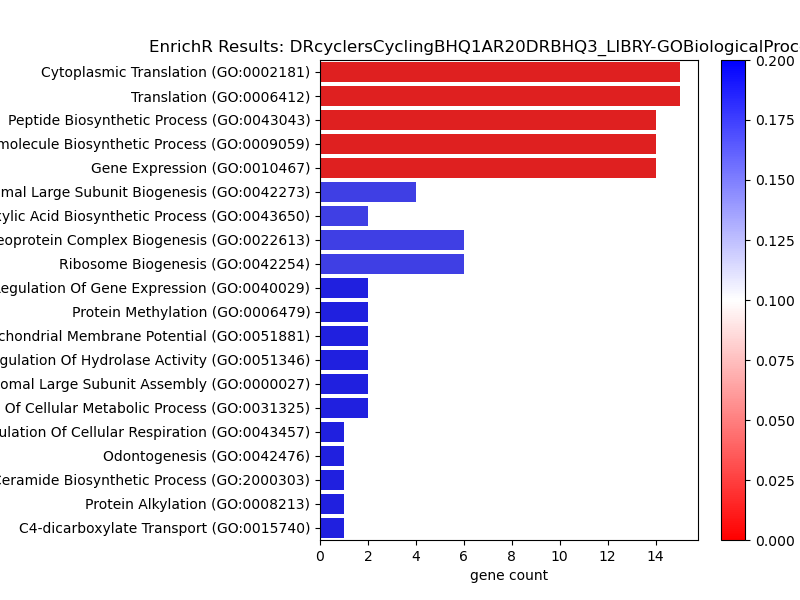 EnrichR Results: DRcyclersCyclingBHQ1AR20DRBHQ3_LIBRY-GOBiologicalProc
Cytoplasmic Translation (GO:0002181)
Translation (GO:0006412)
Peptide Biosynthetic Process (GO:0043043)
molecule Biosynthetic Process (GO:0009059)
Gene Expression (GO:0010467)
mal Large Subunit Biogenesis (GO:0042273)
ylic Acid Biosynthetic Process (GO:0043650)
eoprotein Complex Biogenesis (GO:0022613)
Ribosome Biogenesis (GO:0042254)
Regulation Of Gene Expression (GO:0040029)
Protein Methylation (GO:0006479)
chondrial Membrane Potential (GO:0051881)
gulation Of Hydrolase Activity (GO:0051346)
omal Large Subunit Assembly (GO:0000027)
Of Cellular Metabolic Process (GO:0031325)
ulation Of Cellular Respiration (GO:0043457)
Odontogenesis (GO:0042476)
Ceramide Biosynthetic Process (GO:2000303)
Protein Alkylation (GO:0008213)
C4-dicarboxylate Transport (GO:0015740)
0 2 4 6 8 10 12 14
gene count
0.200
0.175
0.150
0.125
0.100
0.075
0.050
0.025
0.000